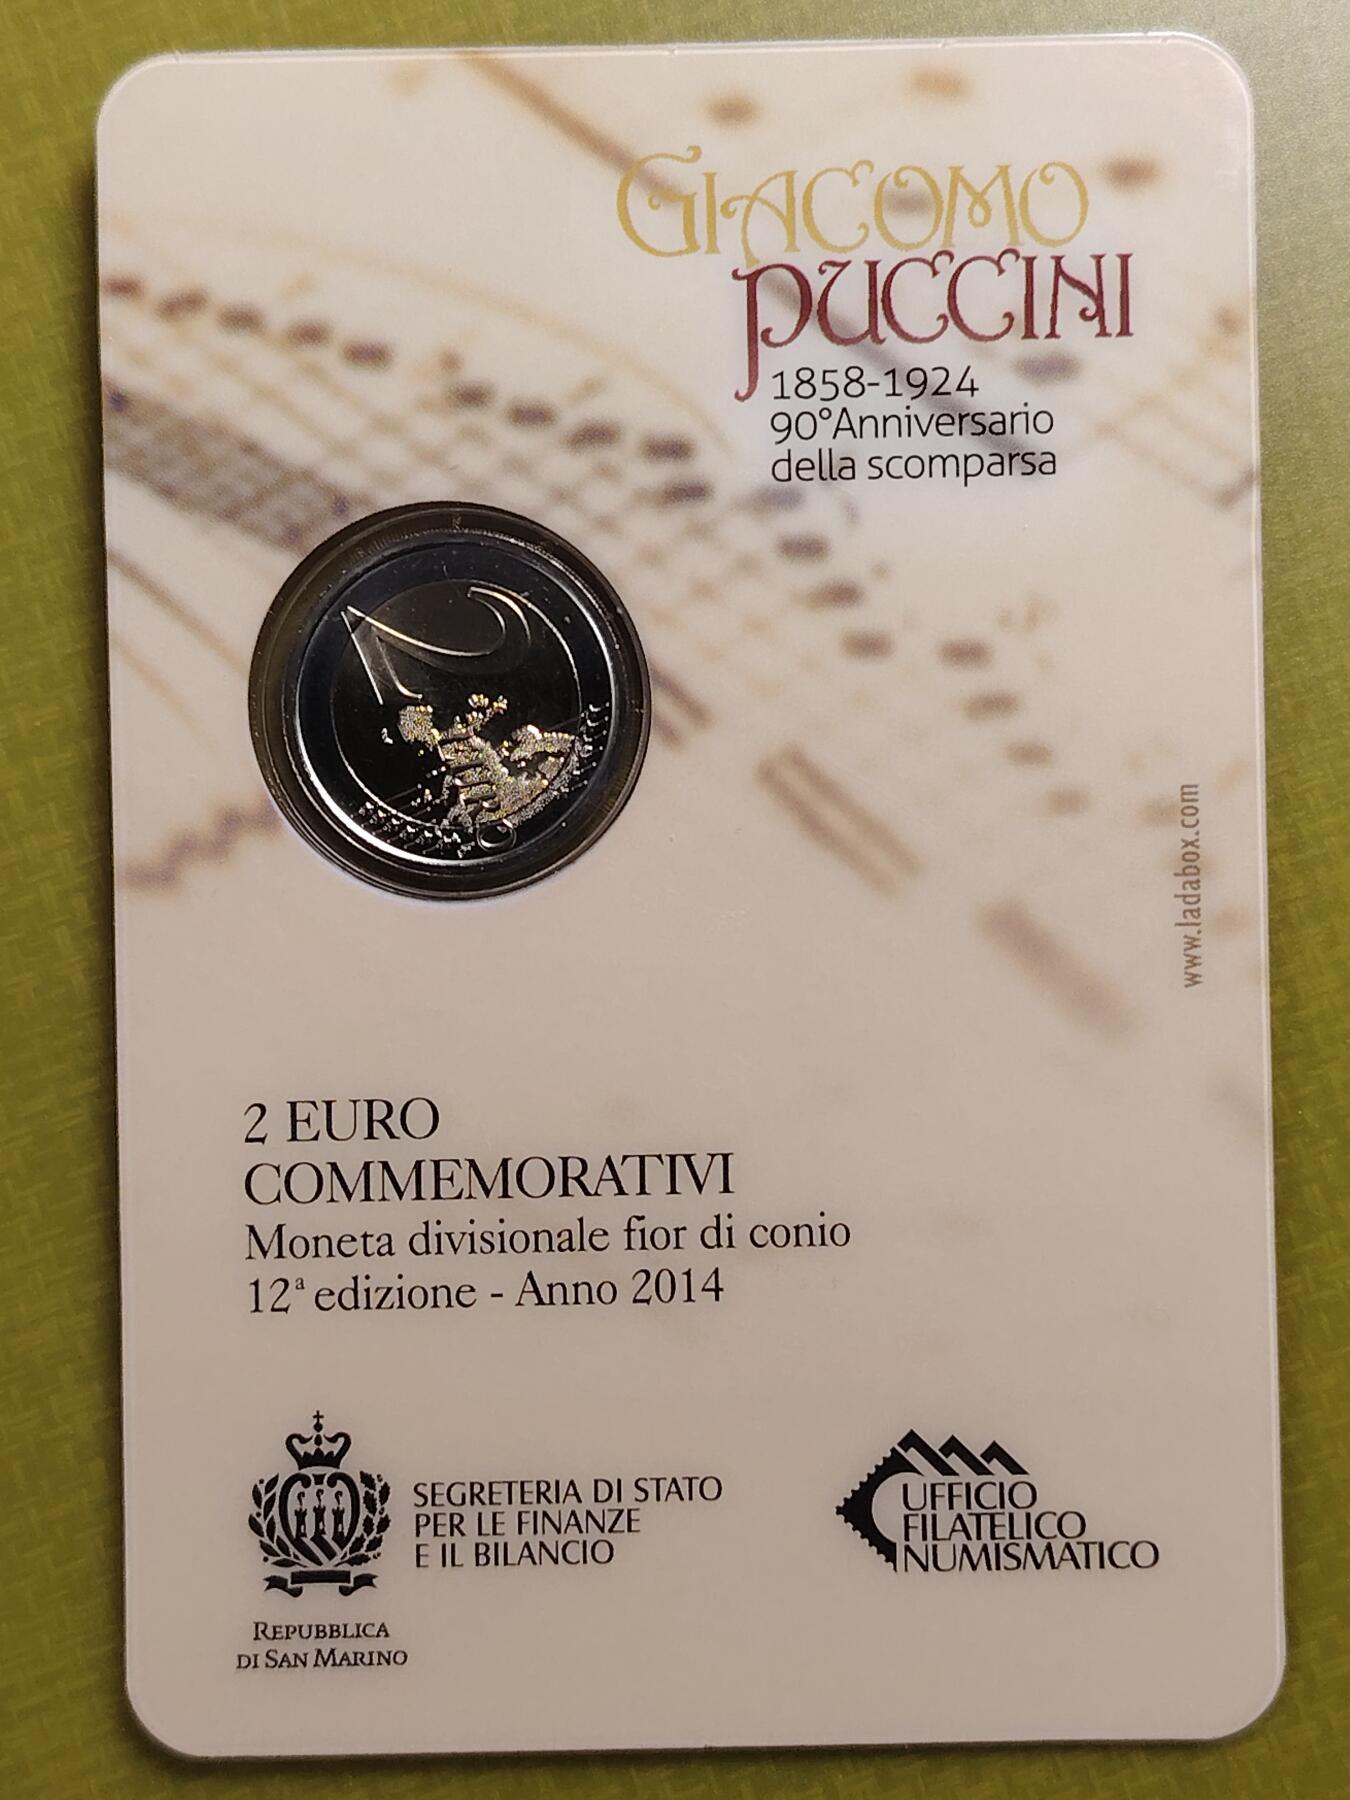 GIACOMO
PUCCINI
1858-1924
90°Anniversario
della scomparsa
2
www.ladabox.com
2 EURO
COMMEMORATIVI
Moneta divisionale fior di conio
12ª edizione - Anno 2014
SEGRETERIA DI STATO
PER LE FINANZE
E IL BILANCIO
UFFICIO
FILATELICO
NUMISMATICO
REPUBBLICA
DI SAN MARINO